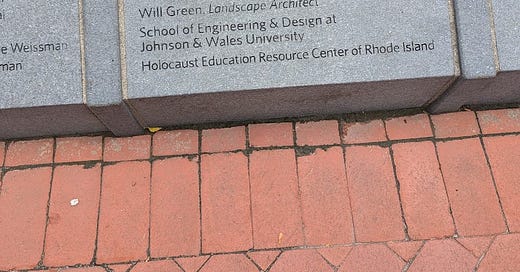 Will Green, Landscape Architect
School of Engineering & Design at
Johnson & Wales University
Holocaust Education Resource Center of Rhode Island
e Weissman
man